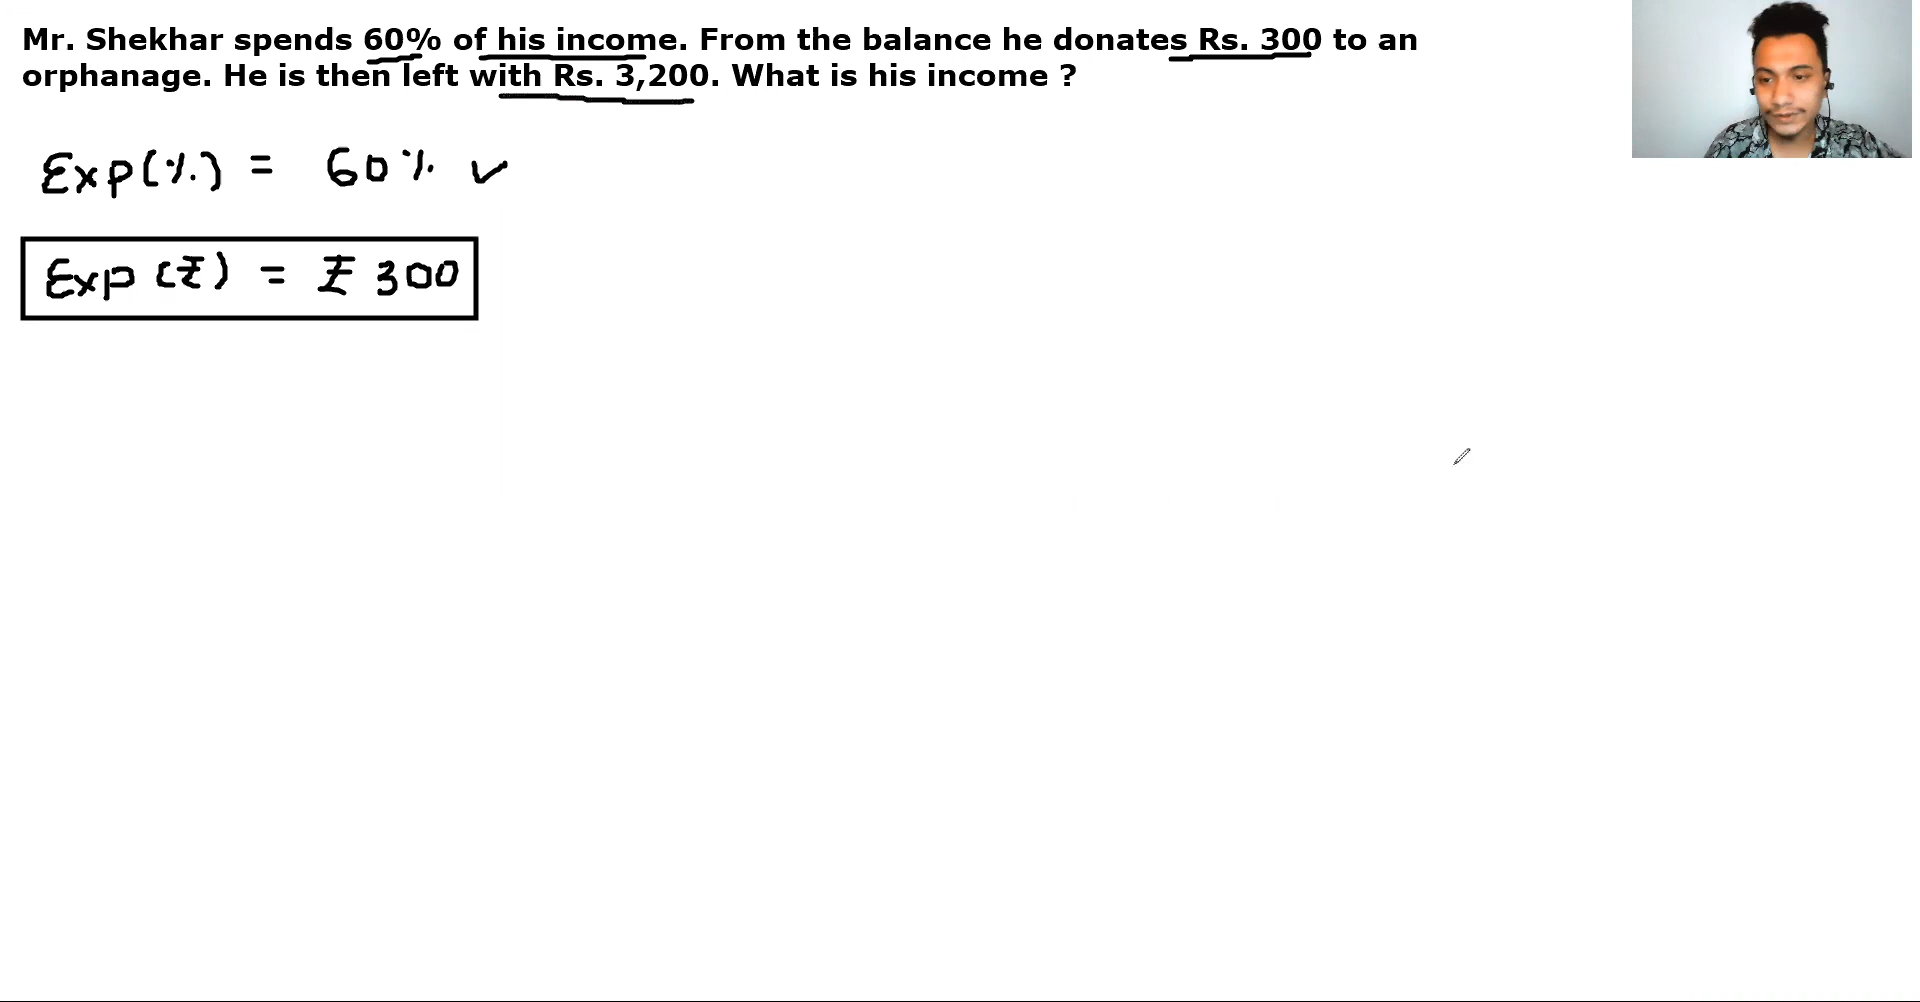 Mr. Shekhar spends 60% of his income. From the balance he donates Rs. 300 to an
orphanage. He is then left with Rs. 3,200. What is his income ?
Exp(%) = 60% ✓
Exp (₹) = ₹ 300